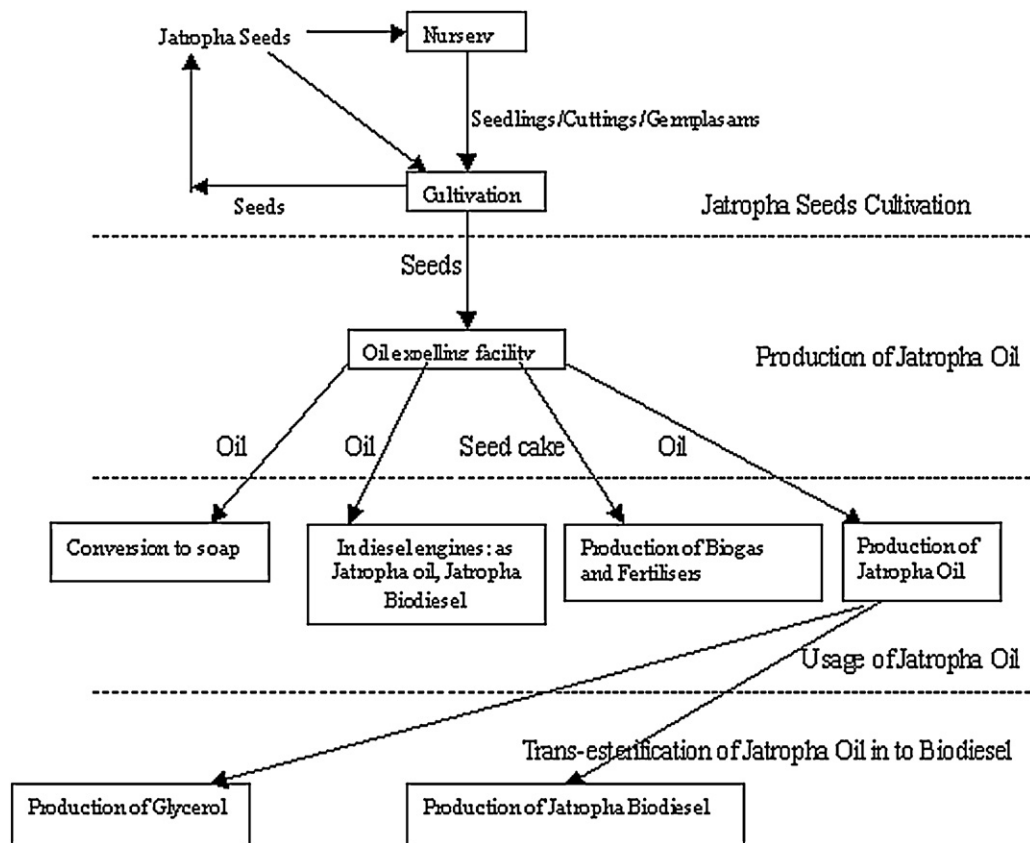 Jatropha Seeds
Nursery
Seedlings/Cuttings/Germplasams
Cultivation
Seeds
Jatropha Seeds Cultivation
Seeds
Oil expelling facility
Production of Jatropha Oil
Oil
Oil
Seed cake
Oil
Conversion to soap
In diesel engines: as
Jatropha oil, Jatropha
Biodiesel
Production of Biogas
and Fertilisers
Production of
Jatropha Oil
Usage of Jatropha Oil
Trans-esterification of Jatropha Oil in to Biodiesel
Production of Glycerol
Production of Jatropha Biodiesel